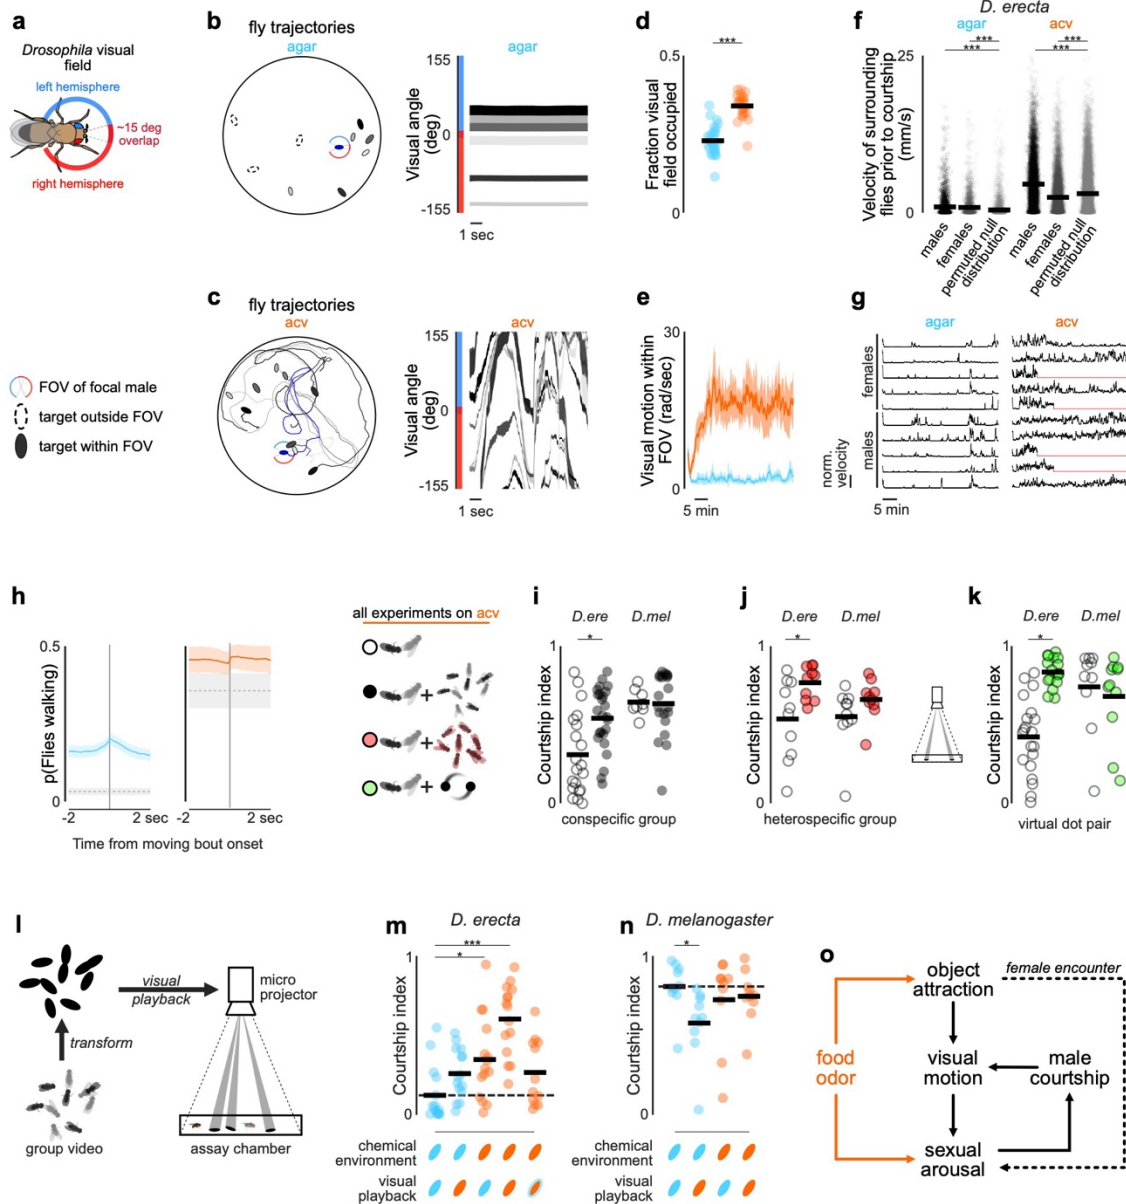 a
Drosophila visual
field
left hemisphere
~15 deg
overlap
right hemisphere
b
fly trajectories
agar
agar
155
0
-155
Visual angle
(deg)
1 sec
d
***
0.5
0
Fraction visual
field occupied
f
D. erecta
agar
acv
***
***
***
***
25
0
Velocity of surrounding
flies prior to courtship
(mm/s)
males
females
permuted null
distribution
males
females
permuted null
distribution
c
fly trajectories
acv
acv
155
0
-155
Visual angle
(deg)
1 sec
FOV of focal male
target outside FOV
target within FOV
e
30
0
Visual motion within
FOV (rad/sec)
5 min
g
agar
acv
females
males
norm.
velocity
5 min
h
0.5
0
p(Flies walking)
-2
2 sec
-2
2 sec
Time from moving bout onset
all experiments on acv
+
+
+
i
D.ere
D.mel
*
1
0
Courtship index
conspecific group
j
D.ere
D.mel
*
1
0
Courtship index
heterospecific group
k
D.ere
D.mel
*
1
0
Courtship index
virtual dot pair
l
visual
playback
micro
projector
transform
group video
assay chamber
m
D. erecta
***
*
1
0
Courtship index
chemical
environment
visual
playback
n
D. melanogaster
*
1
0
Courtship index
chemical
environment
visual
playback
o
object
attraction
female encounter
food
odor
visual
motion
male
courtship
sexual
arousal